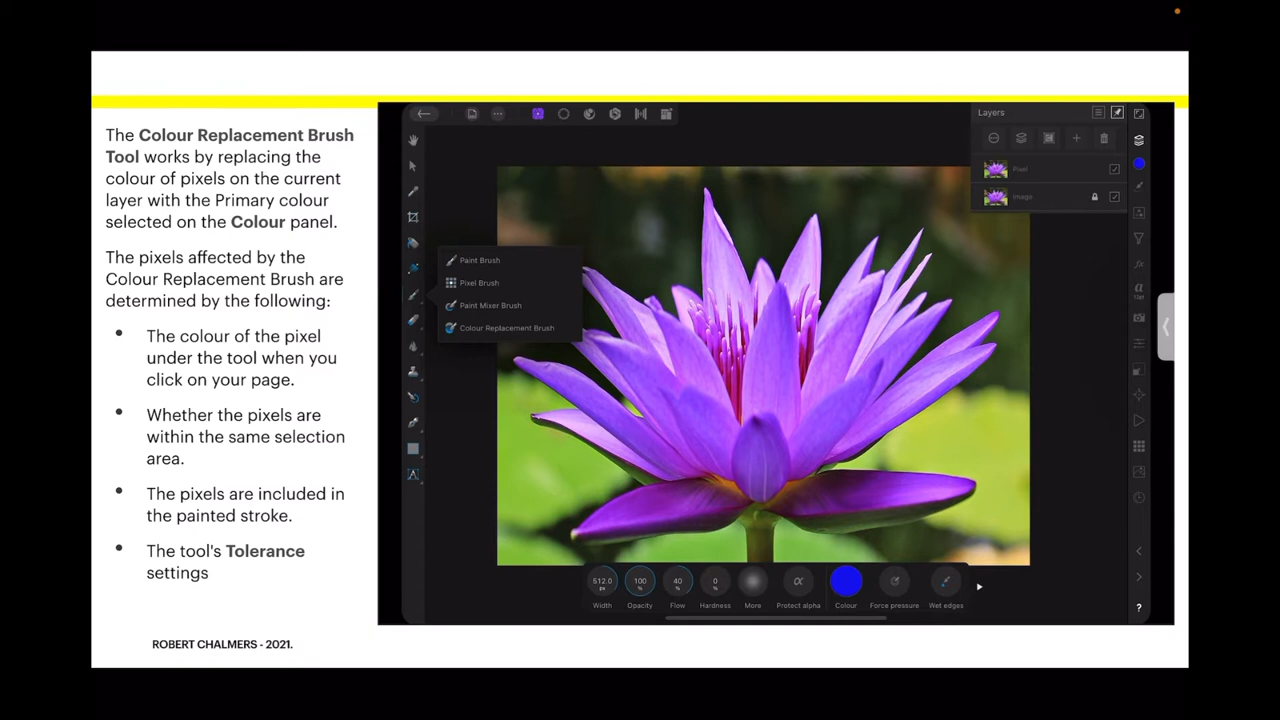 The Colour Replacement Brush
Tool works by replacing the
colour of pixels on the current
layer with the Primary colour
selected on the Colour panel.
The pixels affected by the
Colour Replacement Brush are
determined by the following:
• The colour of the pixel
under the tool when you
click on your page.
• Whether the pixels are
within the same selection
area.
• The pixels are included in
the painted stroke.
• The tool's Tolerance
settings
ROBERT CHALMERS - 2021.
Layers
Pixel
Image
Paint Brush
Pixel Brush
Paint Mixer Brush
Colour Replacement Brush
a
12pt
A
512.0 px
100 %
40 %
0 %
α
Width
Opacity
Flow
Hardness
More
Protect alpha
Colour
Force pressure
Wet edges
?